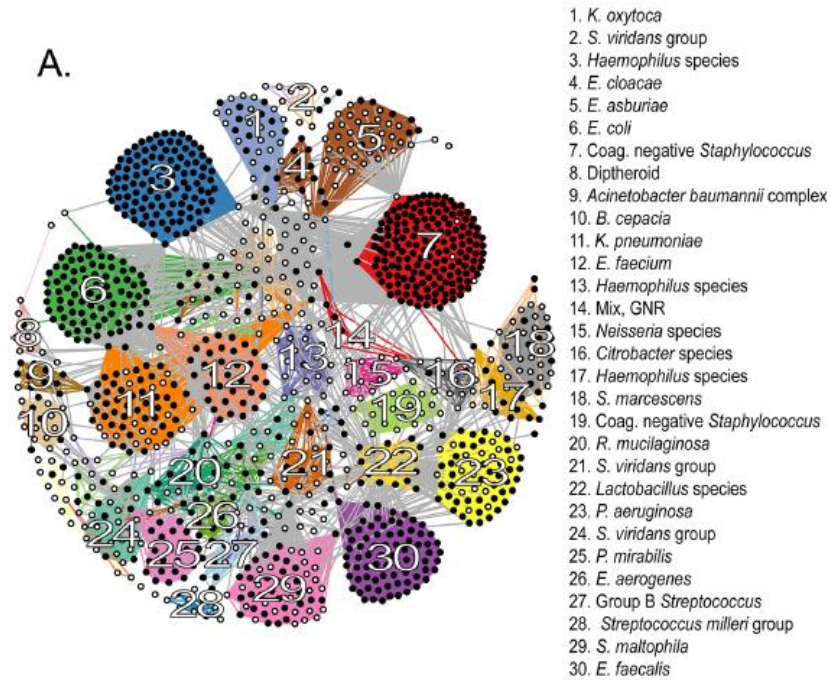 A.
1
2
3
4
5
6
7
8
9
10
11
12
13
14
15
16
17
18
19
20
21
22
23
24
25
26
27
28
29
30
1. K. oxytoca
2. S. viridans group
3. Haemophilus species
4. E. cloacae
5. E. asburiae
6. E. coli
7. Coag. negative Staphylococcus
8. Diptheroid
9. Acinetobacter baumannii complex
10. B. cepacia
11. K. pneumoniae
12. E. faecium
13. Haemophilus species
14. Mix, GNR
15. Neisseria species
16. Citrobacter species
17. Haemophilus species
18. S. marcescens
19. Coag. negative Staphylococcus
20. R. mucilaginosa
21. S. viridans group
22. Lactobacillus species
23. P. aeruginosa
24. S. viridans group
25. P. mirabilis
26. E. aerogenes
27. Group B Streptococcus
28. Streptococcus milleri group
29. S. maltophila
30. E. faecalis